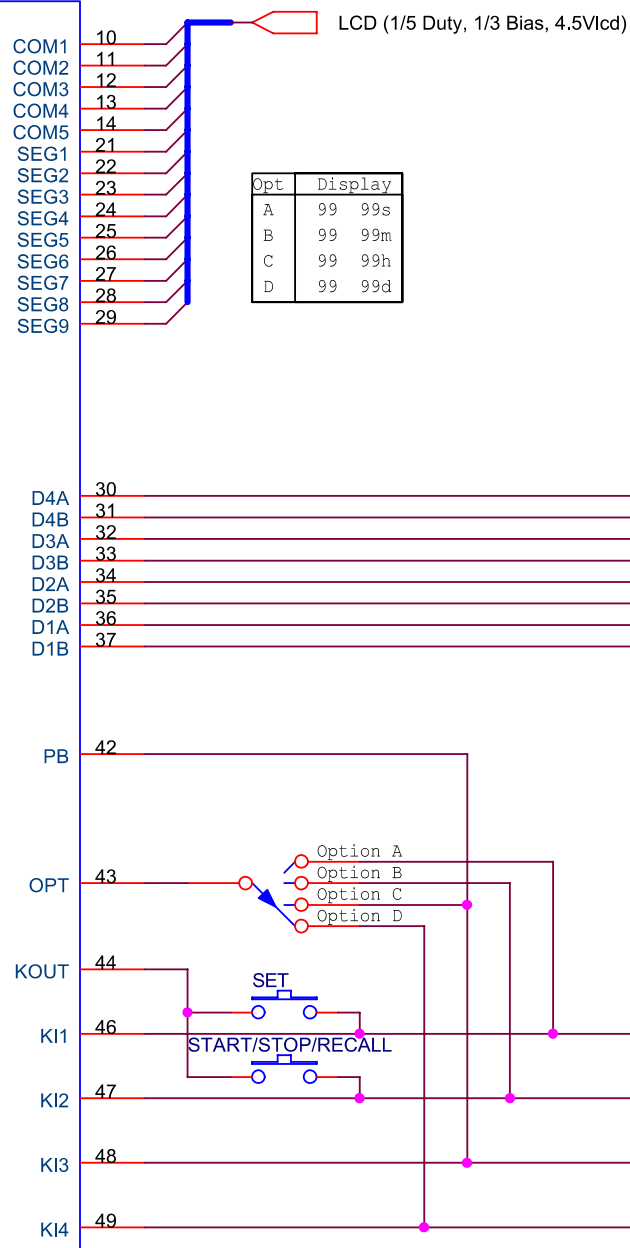 LCD (1/5 Duty, 1/3 Bias, 4.5Vlcd)
COM1 10
COM2 11
COM3 12
COM4 13
COM5 14
SEG1 21
SEG2 22
SEG3 23
SEG4 24
SEG5 25
SEG6 26
SEG7 27
SEG8 28
SEG9 29
Opt Display
A 99 99s
B 99 99m
C 99 99h
D 99 99d
D4A 30
D4B 31
D3A 32
D3B 33
D2A 34
D2B 35
D1A 36
D1B 37
PB 42
OPT 43
Option A
Option B
Option C
Option D
KOUT 44
SET
KI1 46
START/STOP/RECALL
KI2 47
KI3 48
KI4 49